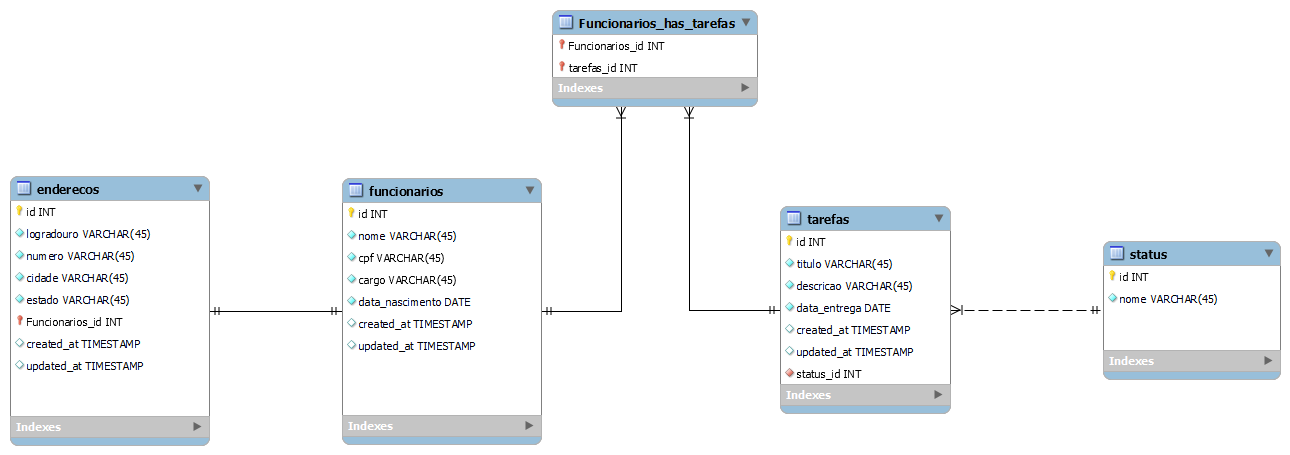 Funcionarios_has_tarefas
Funcionarios_id INT
tarefas_id INT
Indexes
enderecos
id INT
logradouro VARCHAR(45)
numero VARCHAR(45)
cidade VARCHAR(45)
estado VARCHAR(45)
Funcionarios_id INT
created_at TIMESTAMP
updated_at TIMESTAMP
Indexes
funcionarios
id INT
nome VARCHAR(45)
cpf VARCHAR(45)
cargo VARCHAR(45)
data_nascimento DATE
created_at TIMESTAMP
updated_at TIMESTAMP
Indexes
tarefas
id INT
titulo VARCHAR(45)
descricao VARCHAR(45)
data_entrega DATE
created_at TIMESTAMP
updated_at TIMESTAMP
status_id INT
Indexes
status
id INT
nome VARCHAR(45)
Indexes